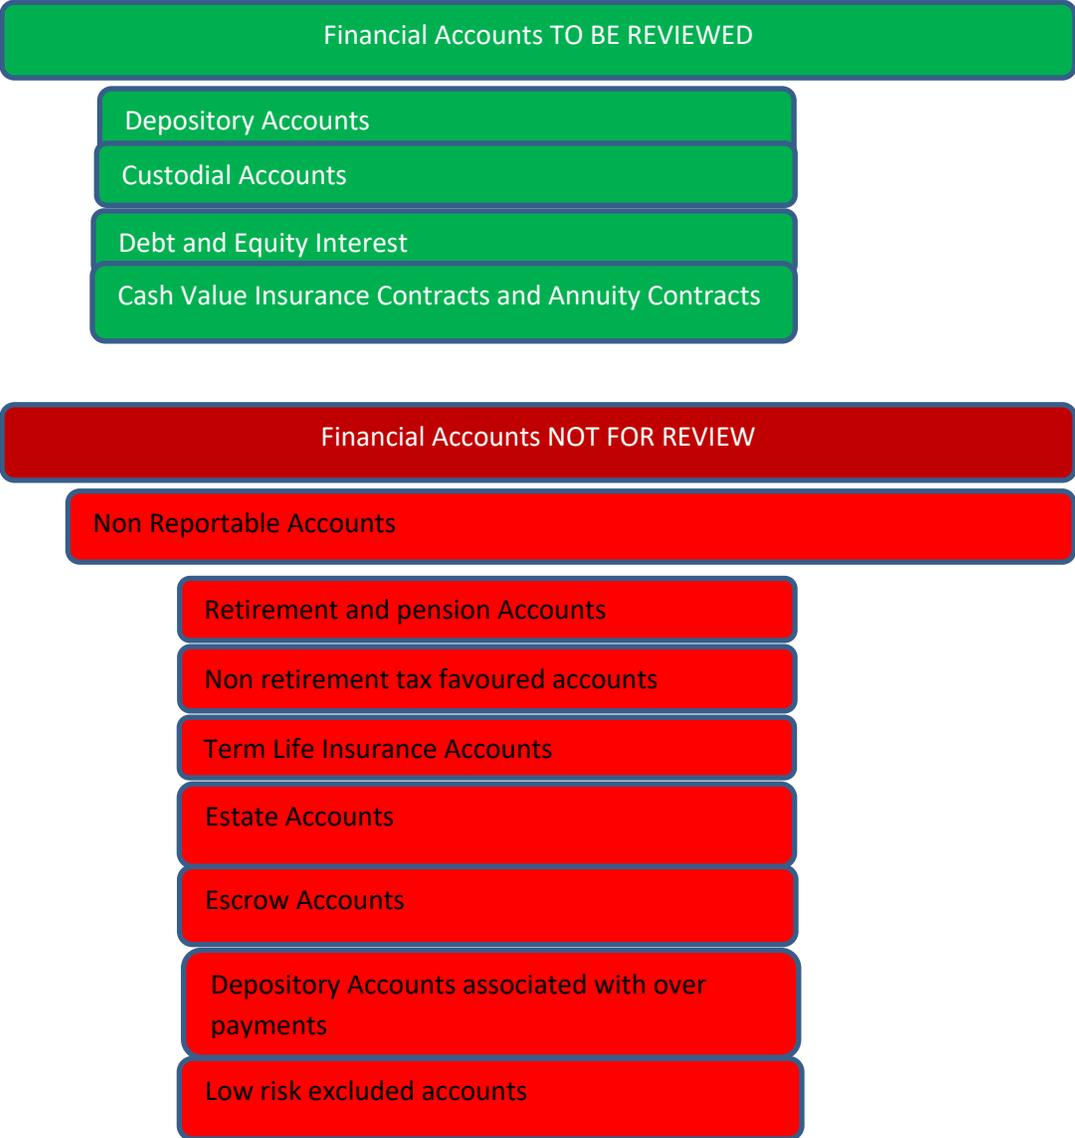 Financial Accounts TO BE REVIEWED
Depository Accounts
Custodial Accounts
Debt and Equity Interest
Cash Value Insurance Contracts and Annuity Contracts
Financial Accounts NOT FOR REVIEW
Non Reportable Accounts
Retirement and pension Accounts
Non retirement tax favoured accounts
Term Life Insurance Accounts
Estate Accounts
Escrow Accounts
Depository Accounts associated with over
payments
Low risk excluded accounts